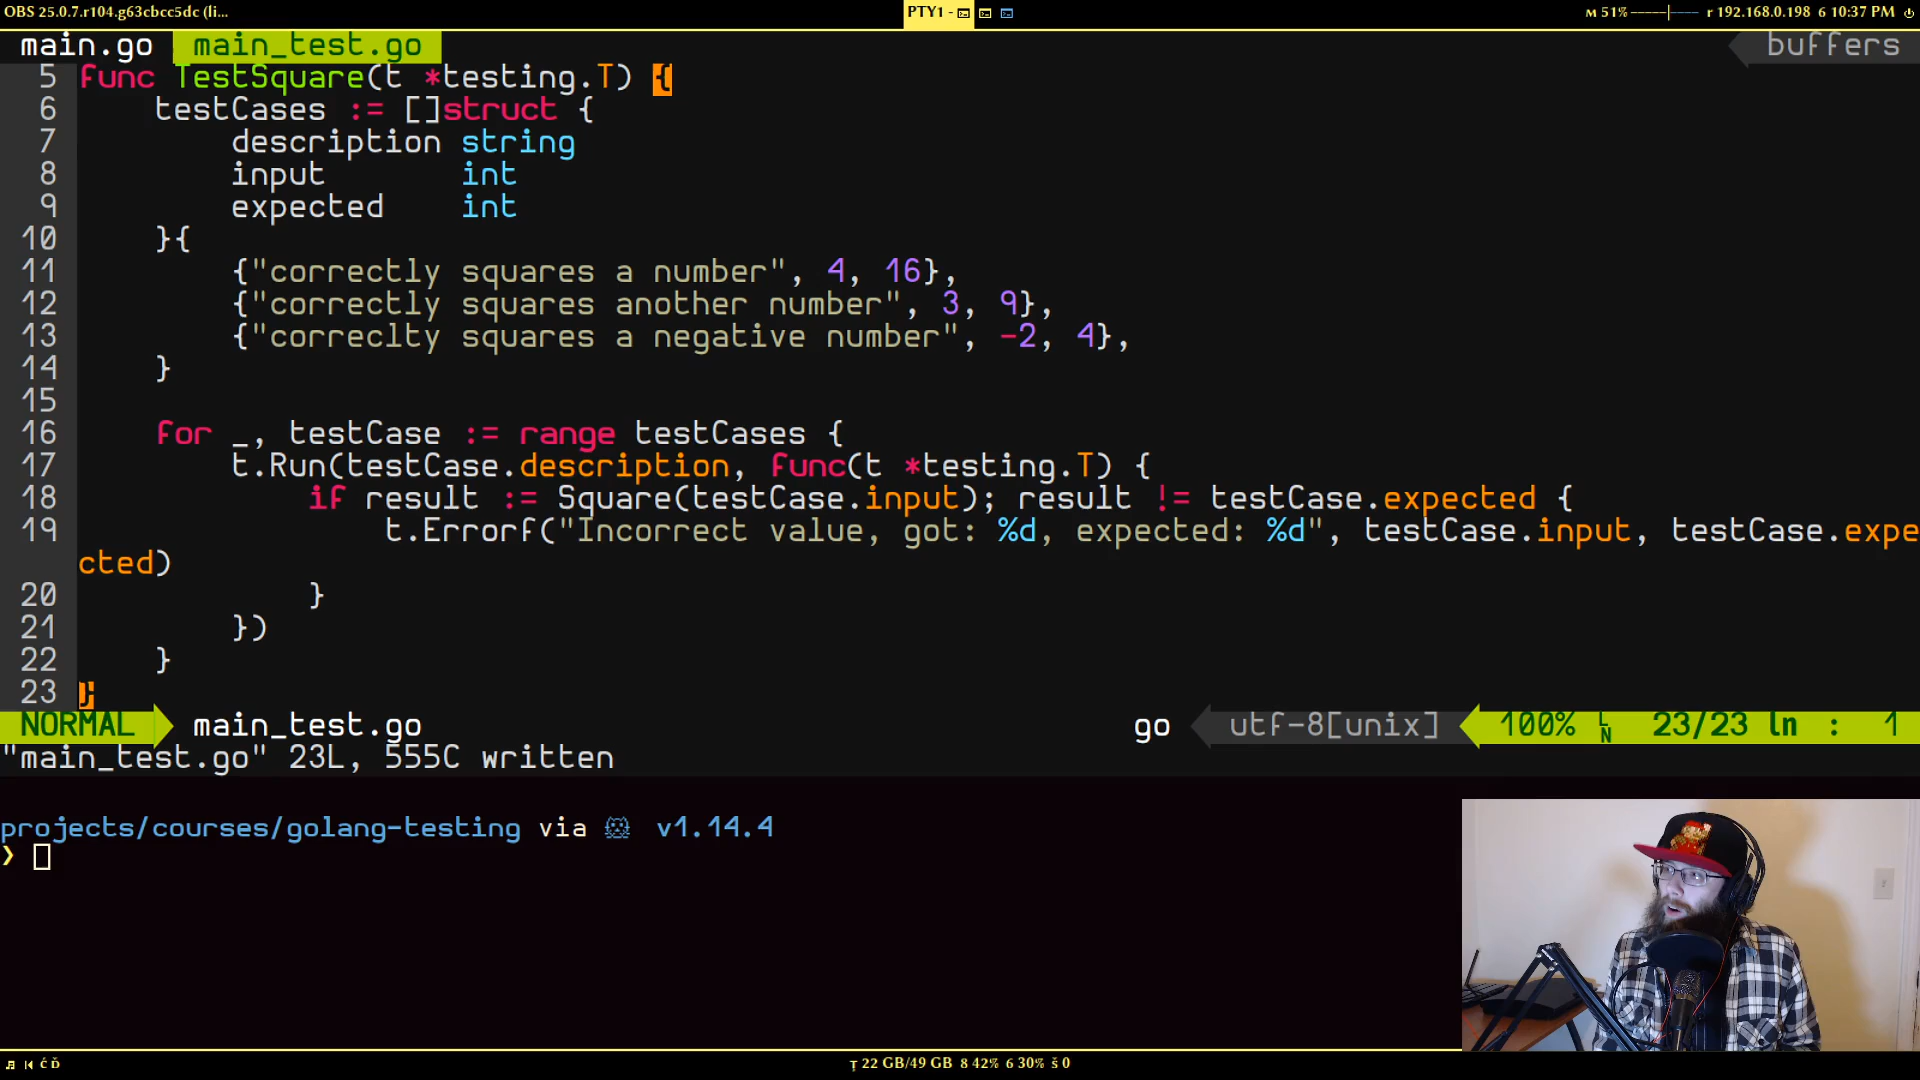 OBS 25.0.7.r104.g63cbcc5dc (li...
PTY1 -
M 51%
r 192.168.0.198 6 10:37 PM
main.go main_test.go
buffers
5 func TestSquare(t *testing.T) {
6 testCases := []struct {
7 description string
8 input int
9 expected int
10 }{
11 {"correctly squares a number", 4, 16},
12 {"correctly squares another number", 3, 9},
13 {"correclty squares a negative number", -2, 4},
14 }
15
16 for _, testCase := range testCases {
17 t.Run(testCase.description, func(t *testing.T) {
18 if result := Square(testCase.input); result != testCase.expected {
19 t.Errorf("Incorrect value, got: %d, expected: %d", testCase.input, testCase.expe
cted)
20 }
21 })
22 }
23 }
NORMAL main_test.go go utf-8[unix] 100% LN 23/23 ln : 1
"main_test.go" 23L, 555C written
projects/courses/golang-testing via v1.14.4
❯
22 GB/49 GB 8 42% 6 30% š 0